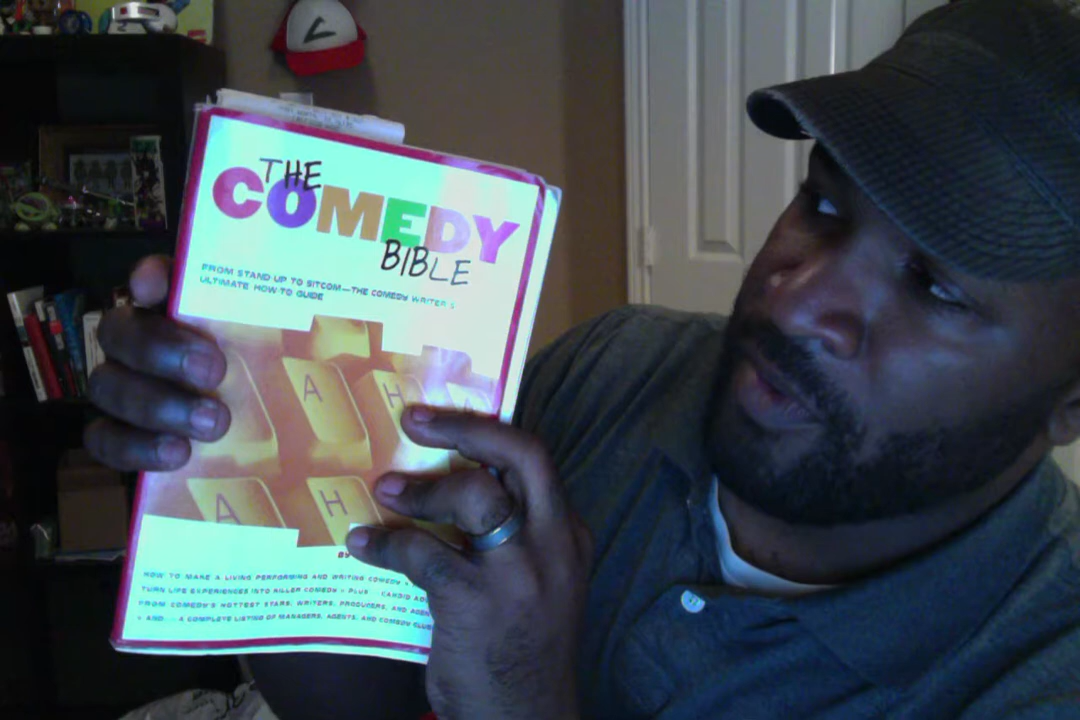 THE
COMEDY
BIBLE
FROM STAND-UP TO SITCOM—THE COMEDY WRITER'S
ULTIMATE HOW-TO GUIDE
A H
A H
BY
HOW TO MAKE A LIVING PERFORMING AND WRITING COMEDY
TURN LIFE EXPERIENCES INTO KILLER COMEDY + PLUS ... CANDID
FROM COMEDY'S HOTTEST STARS, WRITERS, PRODUCERS, AND
+ AND ... A COMPLETE LISTING OF MANAGERS, AGENTS, AND COMEDY